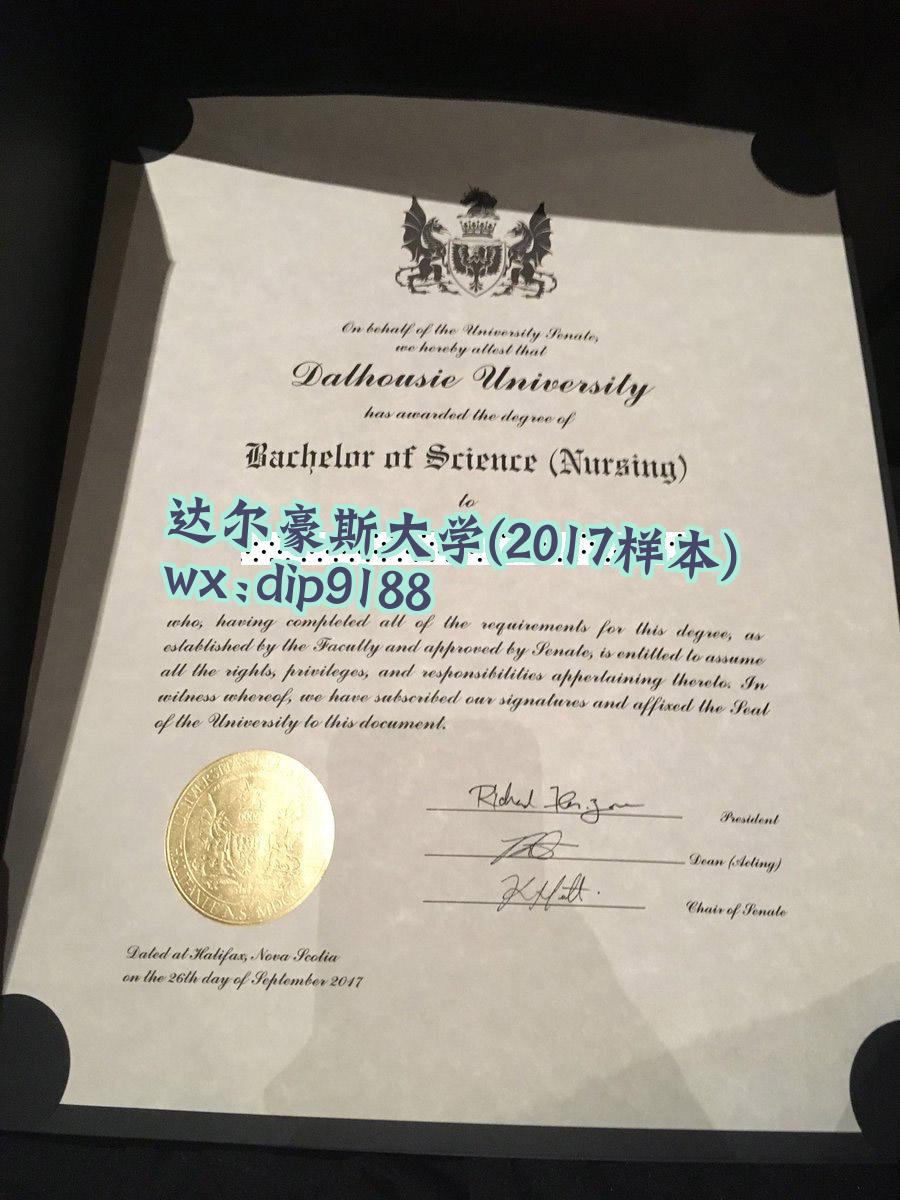 On behalf of the University Senate,
we hereby attest that
Dalhousie University
has awarded the degree of
Bachelor of Science (Nursing)
to
达尔豪斯大学(2017样本)
wx:dip9188
who, having completed all of the requirements for this degree, as
established by the Faculty and approved by Senate, is entitled to assume
all the rights, privileges, and responsibilities appertaining thereto. In
witness whereof, we have subscribed our signatures and affixed the Seal
of the University to this document.
President
Dean (Acting)
Chair of Senate
Dated at Halifax, Nova Scotia
on the 26th day of September 2017